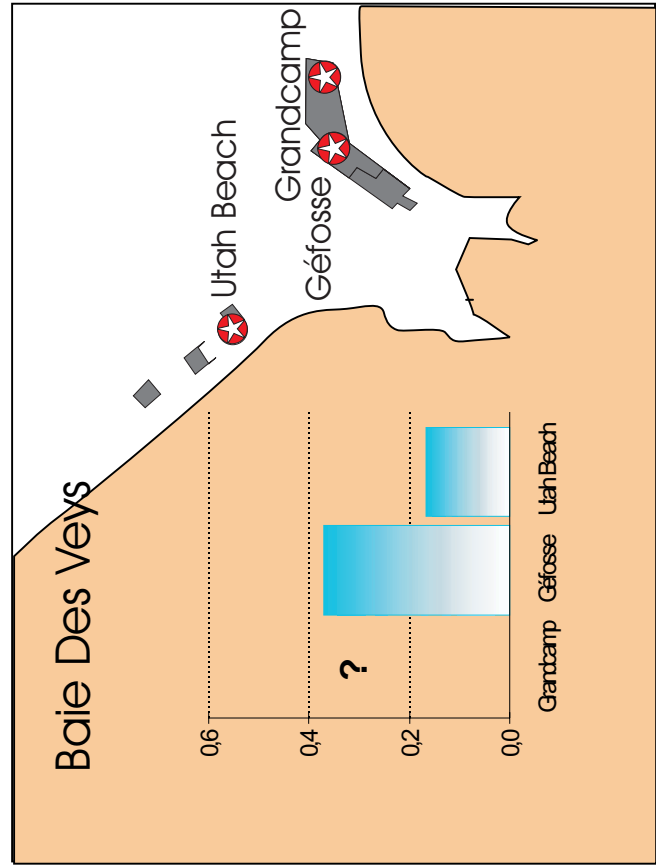 Baie Des Veys
Utah Beach
Grandcamp
Géfosse
0,6
0,4
?
0,2
0,0
Grandcamp Géfosse Utah Beach